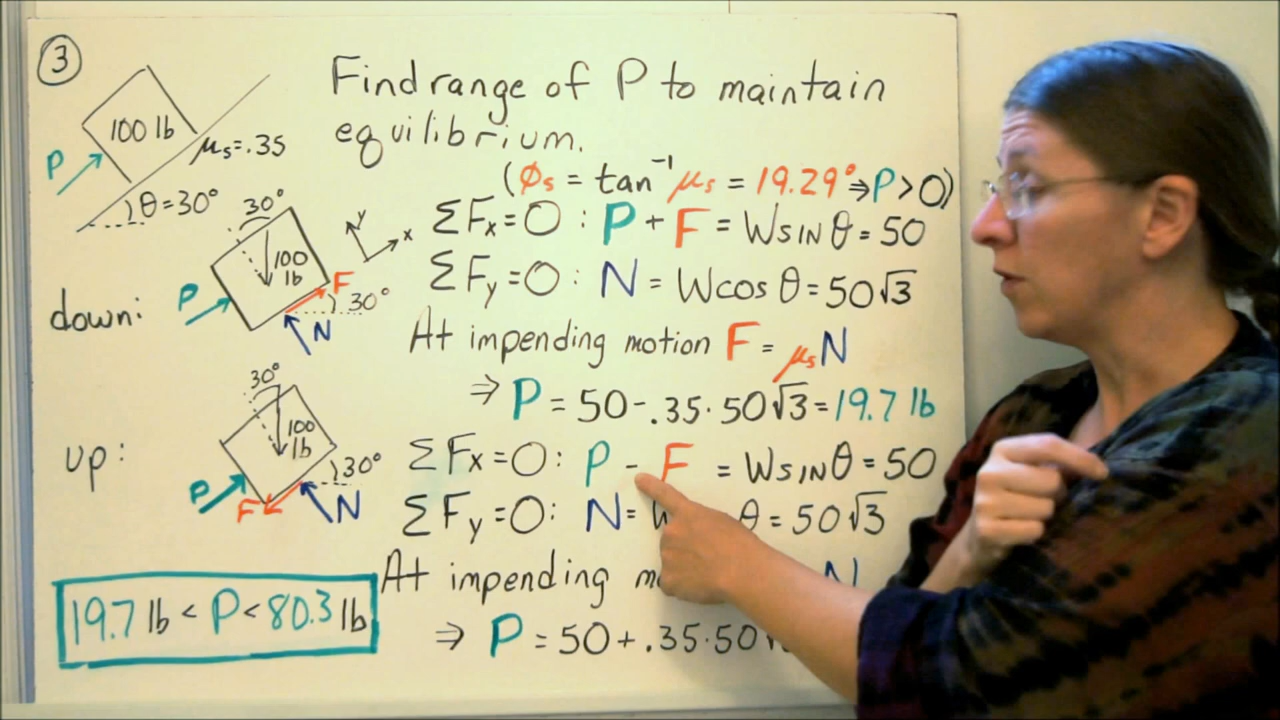 3
Find range of P to maintain
equilibrium.
100 lb
P
μs = .35
θ = 30°
(φs = tan⁻¹ μs = 19.29° ⇒ P > 0)
down:
30°
100
lb
y
x
P
F
30°
N
ΣFx = 0 : P + F = W sin θ = 50
ΣFy = 0 : N = W cos θ = 50√3
At impending motion F = μs N
⇒ P = 50 - .35 · 50√3 = 19.7 lb
up:
30°
100
lb
P
F
30°
N
ΣFx = 0 : P - F = W sin θ = 50
ΣFy = 0 : N = θ = 50√3
At impending N
⇒ P = 50 + .35 · 50
19.7 lb < P < 80.3 lb